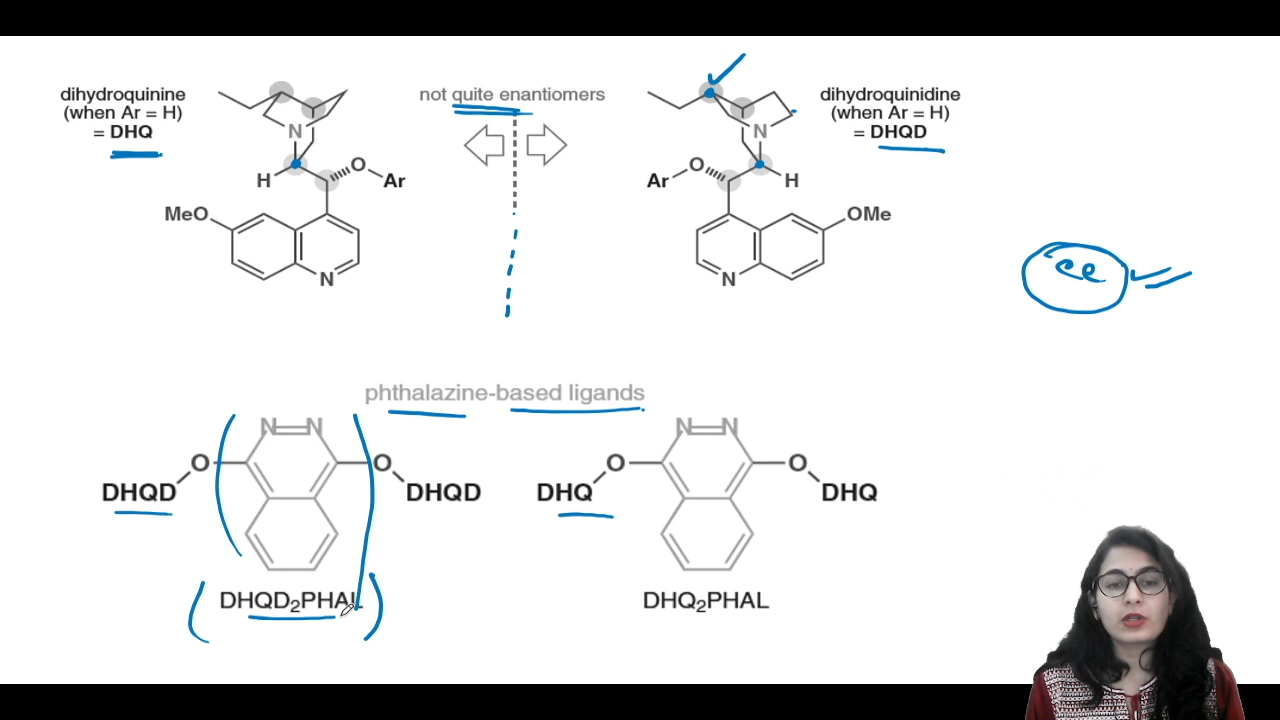 dihydroquinine
(when Ar = H)
= DHQ
not quite enantiomers
dihydroquinidine
(when Ar = H)
= DHQD
N
H
O
Ar
MeO
N
N
Ar
O
H
OMe
N
ee
phthalazine-based ligands
N N
O O
DHQD DHQD
DHQD₂PHAL
N N
O O
DHQ DHQ
DHQ₂PHAL